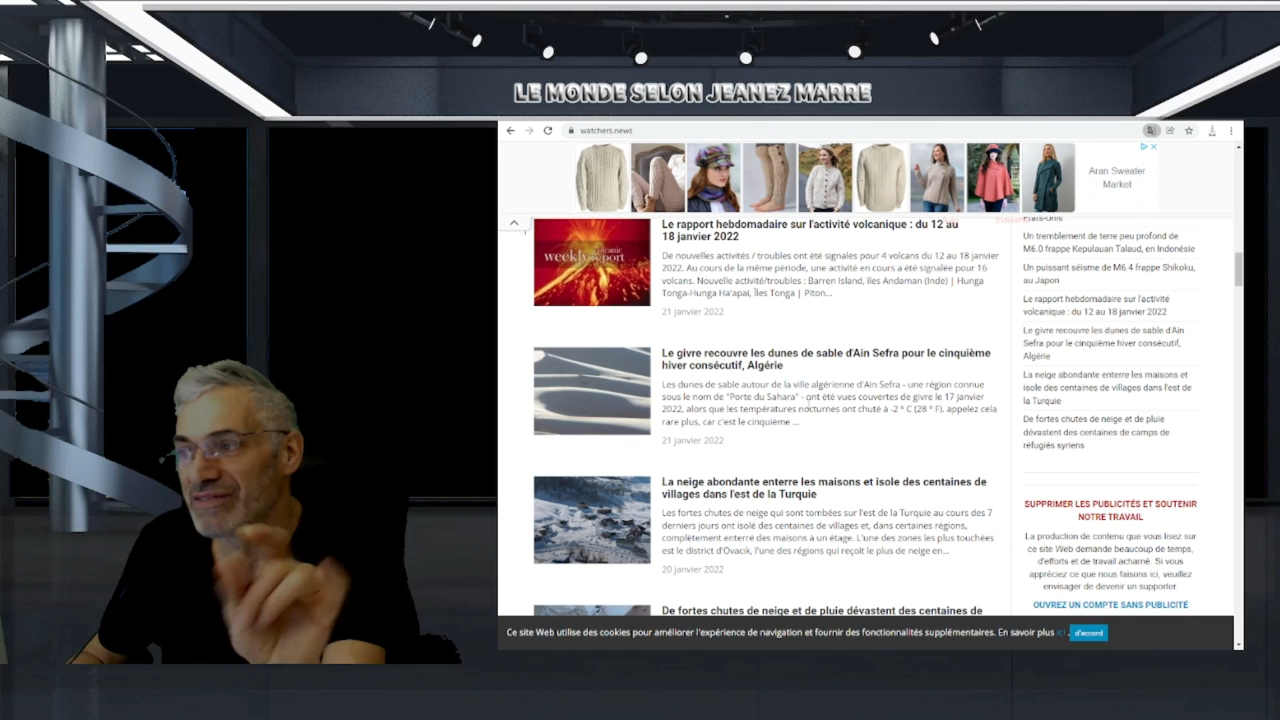 LE MONDE SELON JEANEZ MARRE
watchers.news
Aran Sweater
Market
Le rapport hebdomadaire sur l'activité volcanique : du 12 au
18 janvier 2022
weekly report
De nouvelles activités / troubles ont été signalés pour 4 volcans du 12 au 18 janvier
2022. Au cours de la même période, une activité en cours a été signalée pour 16
volcans. Nouvelle activité/troubles : Barren Island, îles Andaman (Inde) | Hunga
Tonga-Hunga Ha'apai, Îles Tonga | Piton...
21 janvier 2022
Le givre recouvre les dunes de sable d'Ain Sefra pour le cinquième
hiver consécutif, Algérie
Les dunes de sable autour de la ville algérienne d'Ain Sefra - une région connue
sous le nom de "Porte du Sahara" - ont été vues couvertes de givre le 17 janvier
2022, alors que les températures nocturnes ont chuté à -2 ° C (28 ° F). appelez cela
rare plus, car c'est le cinquième ...
21 janvier 2022
La neige abondante enterre les maisons et isole des centaines de
villages dans l'est de la Turquie
Les fortes chutes de neige qui sont tombées sur l'est de la Turquie au cours des 7
derniers jours ont isolé des centaines de villages et, dans certaines régions,
complètement enterré des maisons à un étage. L'une des zones les plus touchées
est le district d'Ovacık, l'une des régions qui reçoit le plus de neige en...
20 janvier 2022
De fortes chutes de neige et de pluie dévastent des centaines de
États-Unis
Un tremblement de terre peu profond de
M6.0 frappe Kepulauan Talaud, en Indonésie
Un puissant séisme de M6.4 frappe Shikoku,
au Japon
Le rapport hebdomadaire sur l'activité
volcanique : du 12 au 18 janvier 2022
Le givre recouvre les dunes de sable d'Ain
Sefra pour le cinquième hiver consécutif,
Algérie
La neige abondante enterre les maisons et
isole des centaines de villages dans l'est de
la Turquie
De fortes chutes de neige et de pluie
dévastent des centaines de camps de
réfugiés syriens
SUPPRIMER LES PUBLICITÉS ET SOUTENIR
NOTRE TRAVAIL
La production de contenu que vous lisez sur
ce site Web demande beaucoup de temps,
d'efforts et de travail acharné. Si vous
appréciez ce que nous faisons ici, veuillez
envisager de devenir un supporter.
OUVREZ UN COMPTE SANS PUBLICITÉ
Ce site Web utilise des cookies pour améliorer l'expérience de navigation et fournir des fonctionnalités supplémentaires. En savoir plus ici .
d'accord